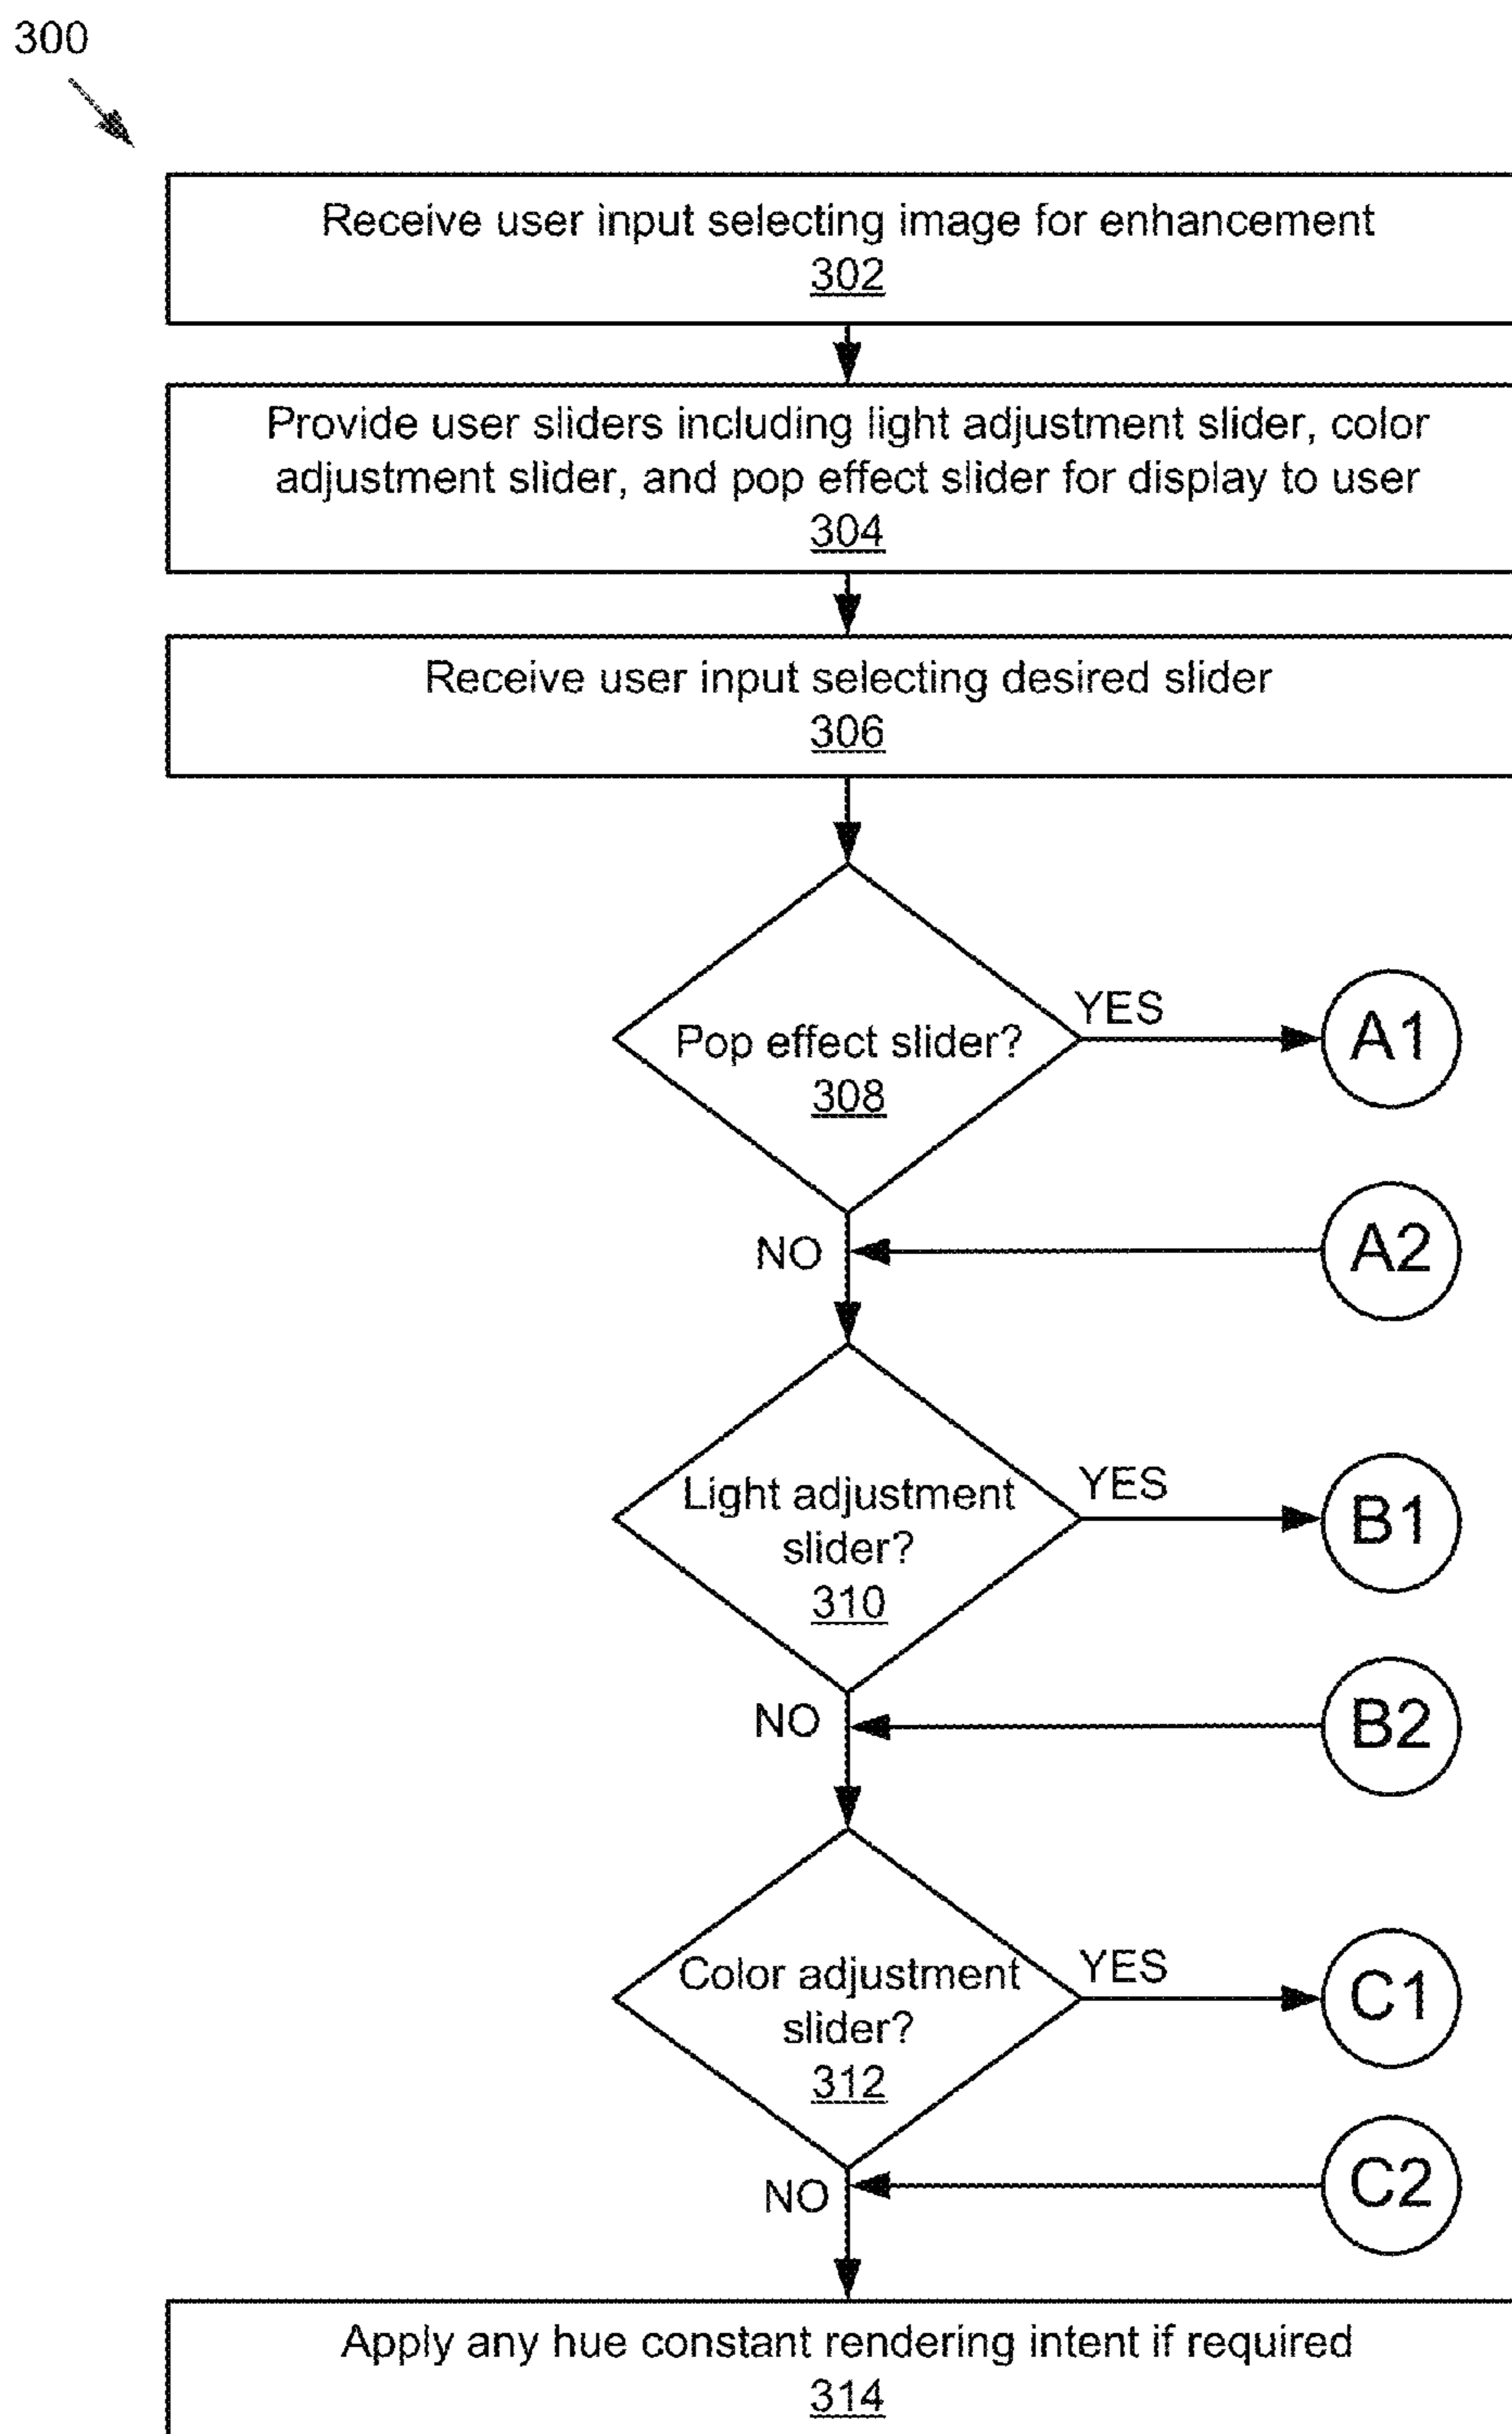 300
Receive user input selecting image for enhancement
302
Provide user sliders including light adjustment slider, color
adjustment slider, and pop effect slider for display to user
304
Receive user input selecting desired slider
306
Pop effect slider?
308
YES
A1
NO
A2
Light adjustment
slider?
310
YES
B1
NO
B2
Color adjustment
slider?
312
YES
C1
NO
C2
Apply any hue constant rendering intent if required
314